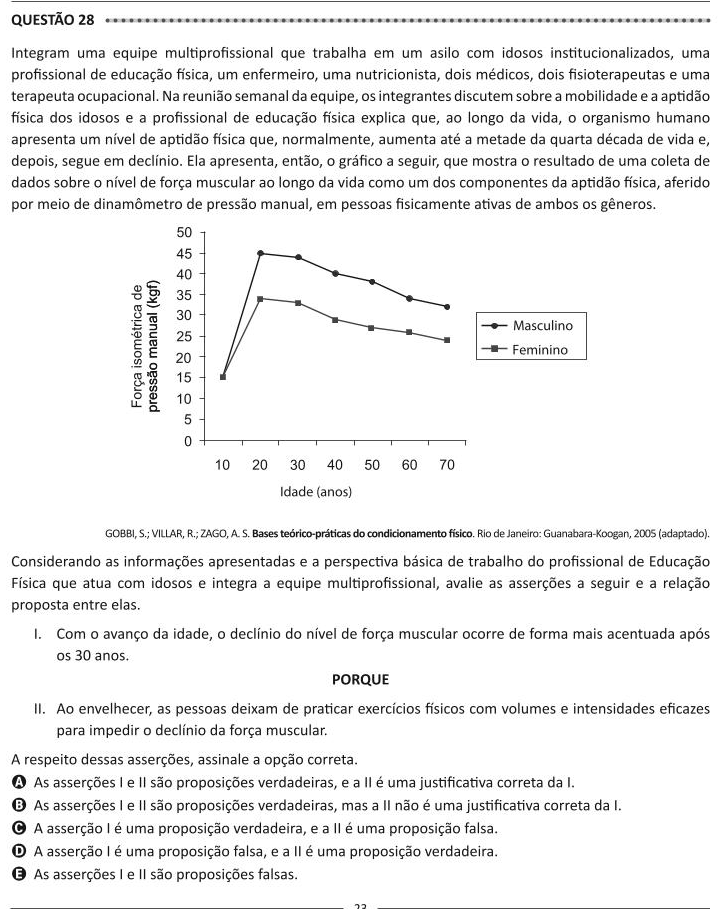 QUESTÃO 28
Integram uma equipe multiprofissional que trabalha em um asilo com idosos institucionalizados, uma
profissional de educação física, um enfermeiro, uma nutricionista, dois médicos, dois fisioterapeutas e uma
terapeuta ocupacional. Na reunião semanal da equipe, os integrantes discutem sobre a mobilidade e a aptidão
física dos idosos e a profissional de educação física explica que, ao longo da vida, o organismo humano
apresenta um nível de aptidão física que, normalmente, aumenta até a metade da quarta década de vida e,
depois, segue em declínio. Ela apresenta, então, o gráfico a seguir, que mostra o resultado de uma coleta de
dados sobre o nível de força muscular ao longo da vida como um dos componentes da aptidão física, aferido
por meio de dinamômetro de pressão manual, em pessoas fisicamente ativas de ambos os gêneros.
Força isométrica de
pressão manual (kgf)
50
45
40
35
30
25
20
15
10
5
0
10 20 30 40 50 60 70
Idade (anos)
Masculino
Feminino
GOBBI, S.; VILLAR, R.; ZAGO, A. S. Bases teórico-práticas do condicionamento físico. Rio de Janeiro: Guanabara-Koogan, 2005 (adaptado).
Considerando as informações apresentadas e a perspectiva básica de trabalho do profissional de Educação
Física que atua com idosos e integra a equipe multiprofissional, avalie as asserções a seguir e a relação
proposta entre elas.
I. Com o avanço da idade, o declínio do nível de força muscular ocorre de forma mais acentuada após
os 30 anos.
PORQUE
II. Ao envelhecer, as pessoas deixam de praticar exercícios físicos com volumes e intensidades eficazes
para impedir o declínio da força muscular.
A respeito dessas asserções, assinale a opção correta.
A As asserções I e II são proposições verdadeiras, e a II é uma justificativa correta da I.
B As asserções I e II são proposições verdadeiras, mas a II não é uma justificativa correta da I.
C A asserção I é uma proposição verdadeira, e a II é uma proposição falsa.
D A asserção I é uma proposição falsa, e a II é uma proposição verdadeira.
E As asserções I e II são proposições falsas.
23